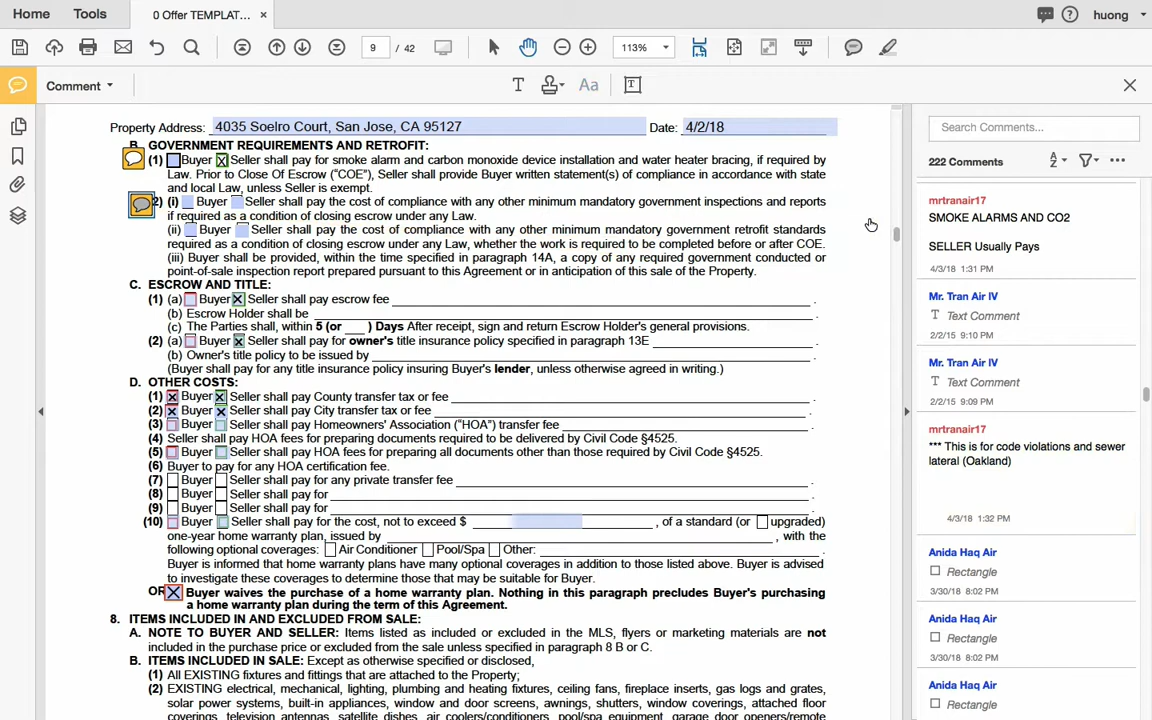 Home Tools 0 Offer TEMPLAT... × huong
9 / 42 113%
Comment T Aa T
Property Address: 4035 Soelro Court, San Jose, CA 95127 Date: 4/2/18
B. GOVERNMENT REQUIREMENTS AND RETROFIT:
(1) Buyer X Seller shall pay for smoke alarm and carbon monoxide device installation and water heater bracing, if required by
Law. Prior to Close Of Escrow ("COE"), Seller shall provide Buyer written statement(s) of compliance in accordance with state
and local Law, unless Seller is exempt.
2) (i) Buyer Seller shall pay the cost of compliance with any other minimum mandatory government inspections and reports
if required as a condition of closing escrow under any Law.
(ii) Buyer Seller shall pay the cost of compliance with any other minimum mandatory government retrofit standards
required as a condition of closing escrow under any Law, whether the work is required to be completed before or after COE.
(iii) Buyer shall be provided, within the time specified in paragraph 14A, a copy of any required government conducted or
point-of-sale inspection report prepared pursuant to this Agreement or in anticipation of this sale of the Property.
C. ESCROW AND TITLE:
(1) (a) Buyer X Seller shall pay escrow fee .
(b) Escrow Holder shall be .
(c) The Parties shall, within 5 (or ___ ) Days After receipt, sign and return Escrow Holder's general provisions.
(2) (a) Buyer X Seller shall pay for owner's title insurance policy specified in paragraph 13E .
(b) Owner's title policy to be issued by .
(Buyer shall pay for any title insurance policy insuring Buyer's lender, unless otherwise agreed in writing.)
D. OTHER COSTS:
(1) X Buyer X Seller shall pay County transfer tax or fee .
(2) X Buyer X Seller shall pay City transfer tax or fee .
(3) Buyer Seller shall pay Homeowners' Association ("HOA") transfer fee .
(4) Seller shall pay HOA fees for preparing documents required to be delivered by Civil Code §4525.
(5) Buyer Seller shall pay HOA fees for preparing all documents other than those required by Civil Code §4525.
(6) Buyer to pay for any HOA certification fee.
(7) Buyer Seller shall pay for any private transfer fee .
(8) Buyer Seller shall pay for .
(9) Buyer Seller shall pay for .
(10) Buyer Seller shall pay for the cost, not to exceed $ , of a standard (or upgraded)
one-year home warranty plan, issued by , with the
following optional coverages: Air Conditioner Pool/Spa Other: .
Buyer is informed that home warranty plans have many optional coverages in addition to those listed above. Buyer is advised
to investigate these coverages to determine those that may be suitable for Buyer.
OR X Buyer waives the purchase of a home warranty plan. Nothing in this paragraph precludes Buyer's purchasing
a home warranty plan during the term of this Agreement.
8. ITEMS INCLUDED IN AND EXCLUDED FROM SALE:
A. NOTE TO BUYER AND SELLER: Items listed as included or excluded in the MLS, flyers or marketing materials are not
included in the purchase price or excluded from the sale unless specified in paragraph 8 B or C.
B. ITEMS INCLUDED IN SALE: Except as otherwise specified or disclosed,
(1) All EXISTING fixtures and fittings that are attached to the Property;
(2) EXISTING electrical, mechanical, lighting, plumbing and heating fixtures, ceiling fans, fireplace inserts, gas logs and grates,
solar power systems, built-in appliances, window and door screens, awnings, shutters, window coverings, attached floor
coverings, television antennas, satellite dishes, air coolers/conditioners, pool/spa equipment, garage door openers/remote
Search Comments...
222 Comments
mrtranair17
SMOKE ALARMS AND CO2
SELLER Usually Pays
4/3/18 1:31 PM
Mr. Tran Air IV
T Text Comment
2/2/15 9:10 PM
Mr. Tran Air IV
T Text Comment
2/2/15 9:09 PM
mrtranair17
*** This is for code violations and sewer
lateral (Oakland)
4/3/18 1:32 PM
Anida Haq Air
Rectangle
3/30/18 8:02 PM
Anida Haq Air
Rectangle
3/30/18 8:02 PM
Anida Haq Air
Rectangle